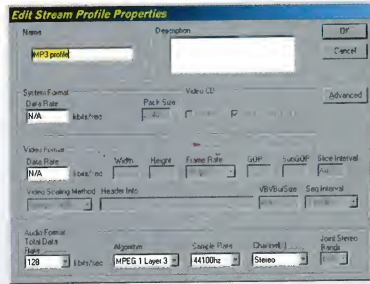 Edit Stream Profile Properties
Name
Description
OK
MP3 profile
Cancel
System Format
Video CD
Advanced
Data Rate
Pack Size
N/A
kbits/sec
Video Format
Data Rate
Width
Height
Frame Rate
GOP
SubGOP
Slice Interval
N/A
kbits/sec
Video Scaling Method
Header Info
VBVBufSize
Seq Interval
Audio Format
Total Data Rate
Algorithm
Sample Rate
Channel(s)
Joint Stereo Bands
128
kbits/sec
MPEG 1 Layer 3
44100hz
Stereo